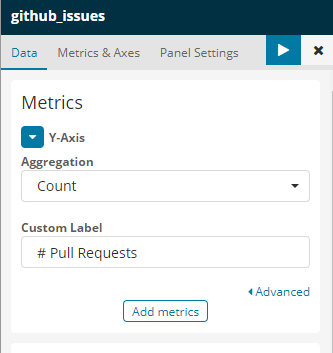 github_issues
Data Metrics & Axes Panel Settings
Metrics
Y-Axis
Aggregation
Count
Custom Label
# Pull Requests
Advanced
Add metrics